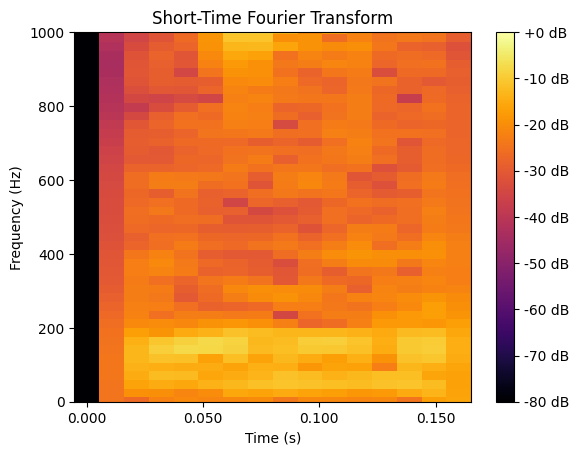 Short-Time Fourier Transform
1000
800
600
400
200
0
Frequency (Hz)
0.000
0.050
0.100
0.150
Time (s)
+0 dB
-10 dB
-20 dB
-30 dB
-40 dB
-50 dB
-60 dB
-70 dB
-80 dB